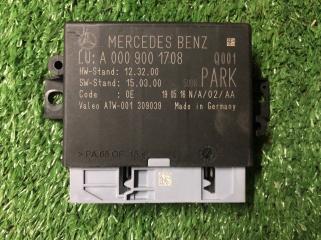 MERCEDES BENZ
LU: A 000 900 1708 Q001
HW-Stand: 12.32.00 PARK
SW-Stand: 15.03.00
Code : 0E 19 05 16 N/A/02/AA
Valeo ATW-001 309039 Made in Germany